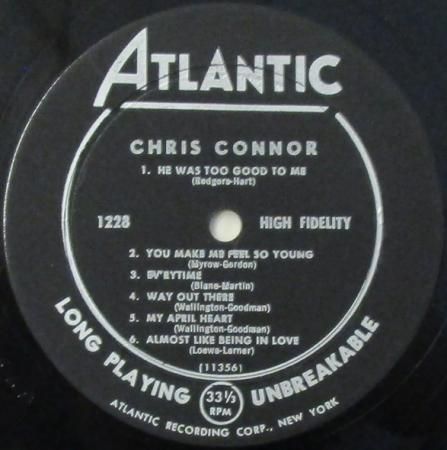 ATLANTIC
CHRIS CONNOR
1. HE WAS TOO GOOD TO ME
(Rodgers-Hart)
1228 HIGH FIDELITY
2. YOU MAKE ME FEEL SO YOUNG
(Myrow-Gordon)
3. EV'RYTIME
(Blane-Martin)
4. WAY OUT THERE
(Wallington-Goodman)
5. MY APRIL HEART
(Wallington-Goodman)
6. ALMOST LIKE BEING IN LOVE
(Loewe-Lerner)
(11356)
LONG PLAYING 33 1/3 RPM UNBREAKABLE
ATLANTIC RECORDING CORP., NEW YORK